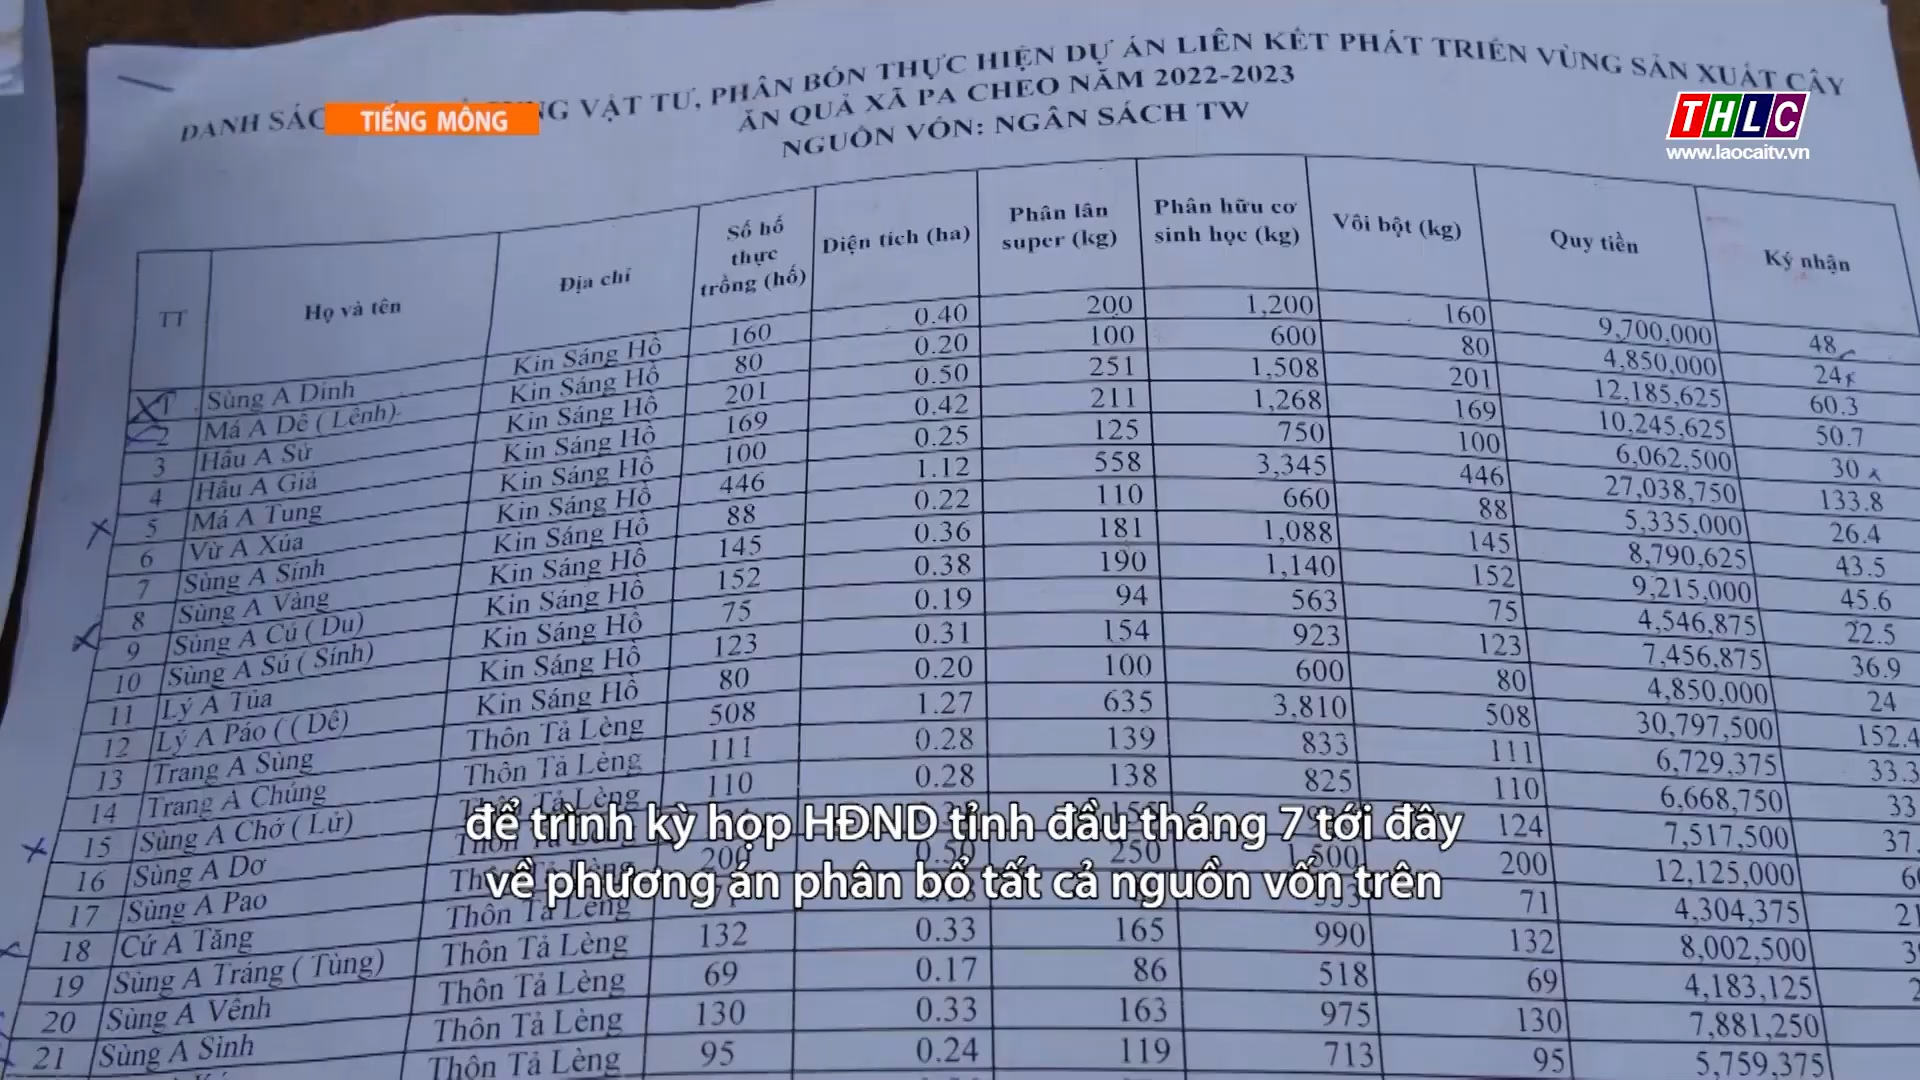 DANH SÁC VẬT TƯ, PHÂN BÓN THỰC HIỆN DỰ ÁN LIÊN KẾT PHÁT TRIỂN VÙNG SẢN XUẤT CÂY
ĂN QUẢ XÃ PA CHEO NĂM 2022-2023
NGUỒN VỐN: NGÂN SÁCH TW
TIẾNG MÔNG
THLC
www.laocaitv.vn
TT Họ và tên Địa chỉ Số hố thực trồng (hố) Diện tích (ha) Phân lân super (kg) Phân hữu cơ sinh học (kg) Vôi bột (kg) Quy tiền Ký nhận
Sùng A Dính Kin Sáng Hồ 160 0.40 200 1,200 160 9,700,000 48
2 Má A Dê ( Lềnh) Kin Sáng Hồ 80 0.20 100 600 80 4,850,000 24
3 Hầu A Sử Kin Sáng Hồ 201 0.50 251 1,508 201 12,185,625 60.3
4 Hầu A Giả Kin Sáng Hồ 169 0.42 211 1,268 169 10,245,625 50.7
5 Má A Tung Kin Sáng Hồ 100 0.25 125 750 100 6,062,500 30
6 Vừ A Xúa Kin Sáng Hồ 446 1.12 558 3,345 446 27,038,750 133.8
7 Sùng A Sính Kin Sáng Hồ 88 0.22 110 660 88 5,335,000 26.4
8 Sùng A Vàng Kin Sáng Hồ 145 0.36 181 1,088 145 8,790,625 43.5
9 Sùng A Cú ( Du) Kin Sáng Hồ 152 0.38 190 1,140 152 9,215,000 45.6
10 Sùng A Sú ( Sính) Kin Sáng Hồ 75 0.19 94 563 75 4,546,875 22.5
11 Lý A Tủa Kin Sáng Hồ 123 0.31 154 923 123 7,456,875 36.9
12 Lý A Páo ( ( Dê) Kin Sáng Hồ 80 0.20 100 600 80 4,850,000 24
13 Trang A Sùng Thôn Tả Lèng 508 1.27 635 3,810 508 30,797,500 152.4
14 Trang A Chúng Thôn Tả Lèng 111 0.28 139 833 111 6,729,375 33.3
15 Sùng A Chớ ( Lử) Thôn Tả Lèng 110 0.28 138 825 110 6,668,750 33
16 Sùng A Dơ Thôn Tả Lèng 124 7,517,500 37.
17 Sùng A Pao 200 0.50 250 1,500 200 12,125,000
18 Cứ A Tăng Thôn Tả Lèng 71 4,304,375 21
19 Sùng A Tráng ( Tùng) Thôn Tả Lèng 132 0.33 165 990 132 8,002,500
20 Sùng A Vênh Thôn Tả Lèng 69 0.17 86 518 69 4,183,125
21 Sùng A Sình Thôn Tả Lèng 130 0.33 163 975 130 7,881,250
Thôn Tả Lèng 95 0.24 119 713 95 5,759,375
để trình kỳ họp HĐND tỉnh đầu tháng 7 tới đây
về phương án phân bổ tất cả nguồn vốn trên